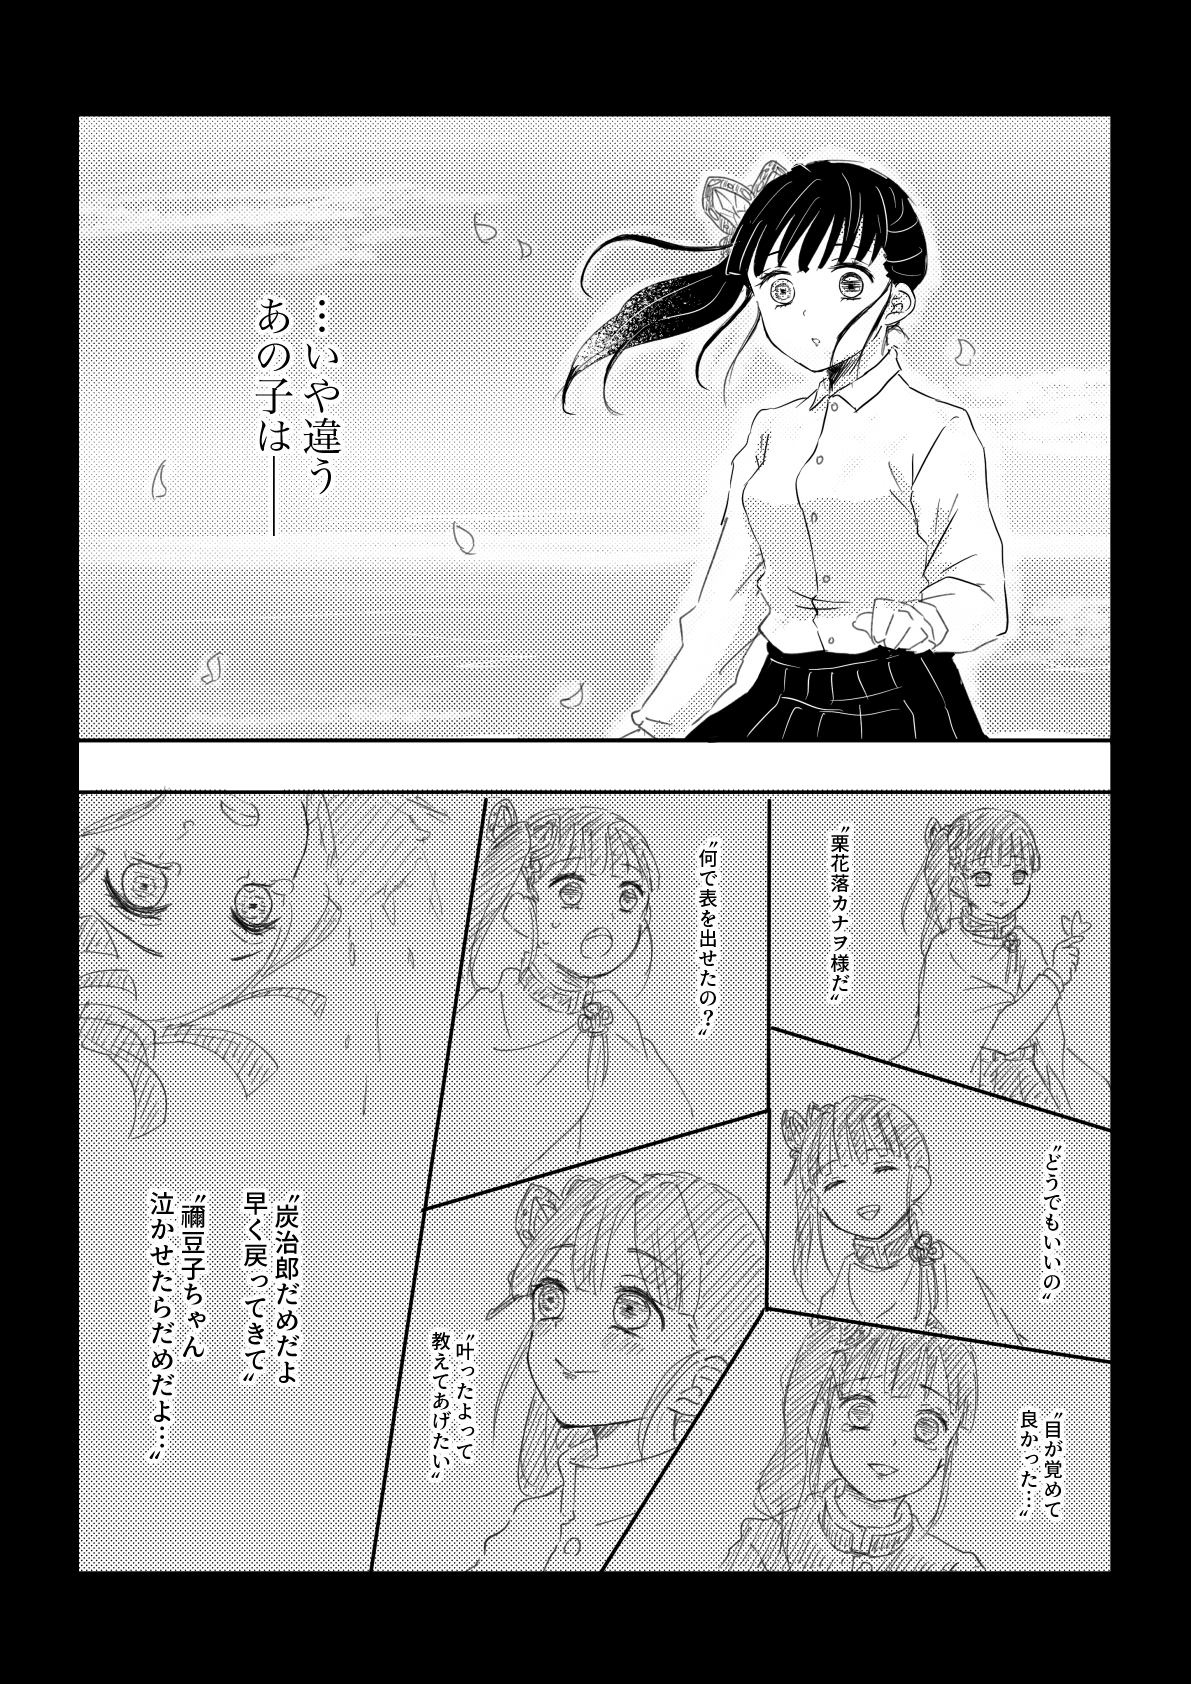 …いや違う
あの子は――
〝栗花落カナヲ様だ〟
〝何で表を出せたの？〟
〝どうでもいいの〟
〝目が覚めて
良かった…〟
〝叶ったよって
教えてあげたい〟
〝炭治郎だめだよ
早く戻ってきて〟
〝禰豆子ちゃん
泣かせたらだめだよ…〟